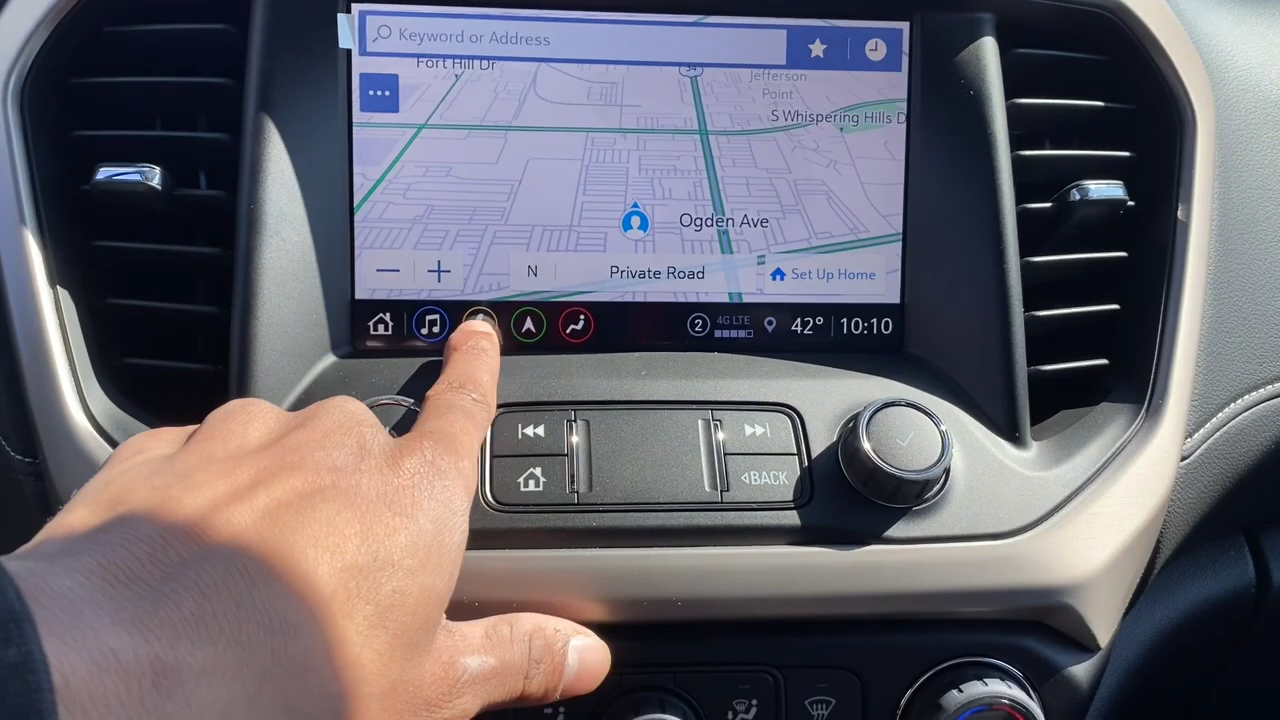 Keyword or Address
Fort Hill Dr
34
Jefferson
Point
S Whispering Hills D
Ogden Ave
N
Private Road
Set Up Home
2
4G LTE
42°
10:10
BACK